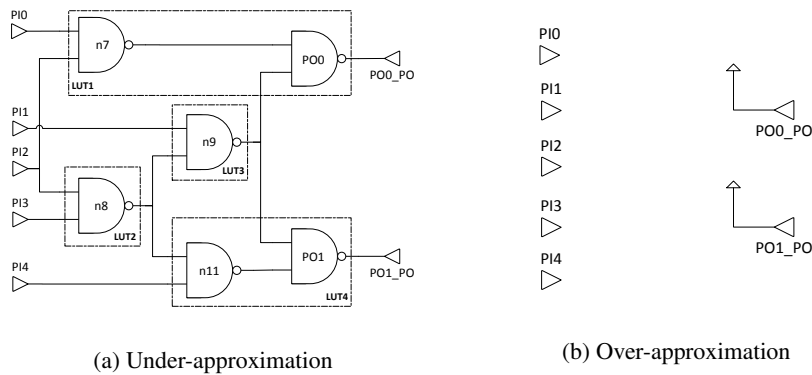 PI0
n7
PO0
PO0_PO
LUT1
PI1
n9
PI2
LUT3
n8
PI3
LUT2
PO1
PO1_PO
PI4
n11
LUT4
(a) Under-approximation
PI0
PI1
PO0_PO
PI2
PI3
PO1_PO
PI4
(b) Over-approximation